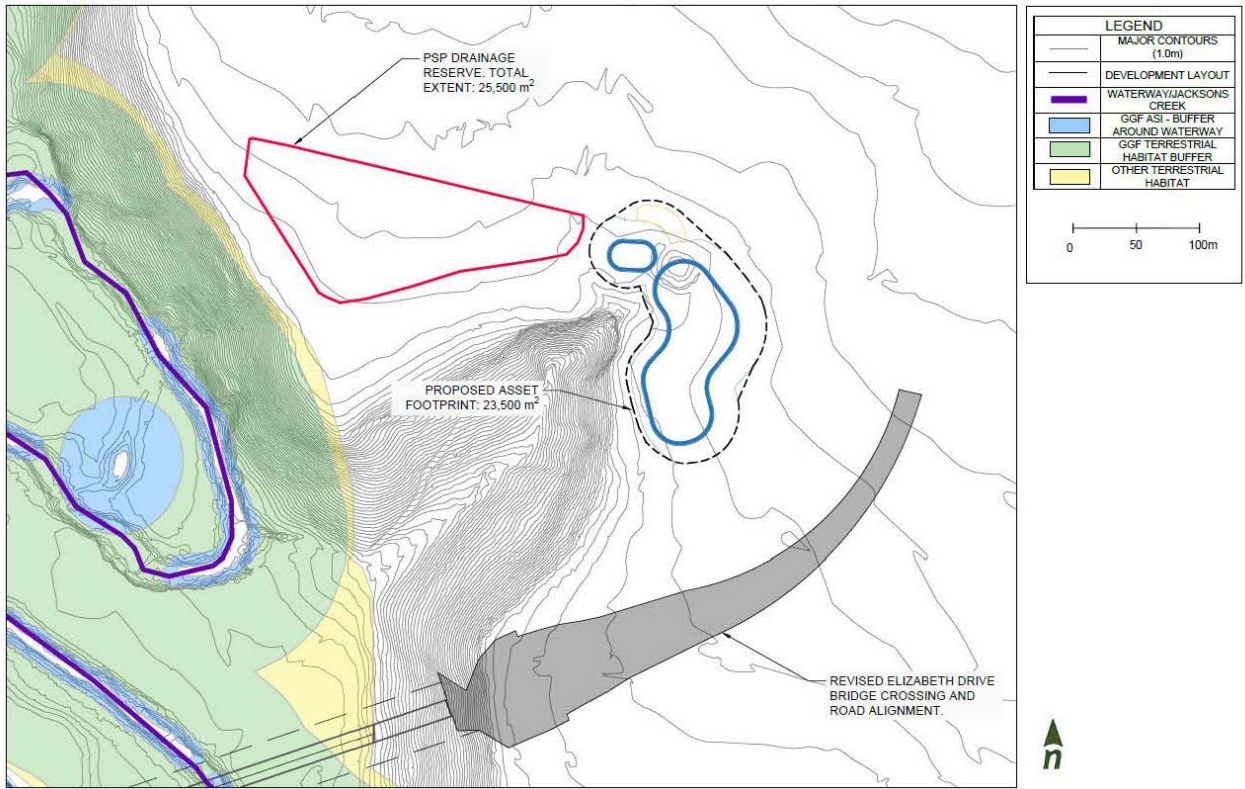 PSP DRAINAGE
RESERVE. TOTAL
EXTENT: 25,500 m²
PROPOSED ASSET
FOOTPRINT: 23,500 m²
REVISED ELIZABETH DRIVE
BRIDGE CROSSING AND
ROAD ALIGNMENT.
LEGEND
MAJOR CONTOURS
(1.0m)
DEVELOPMENT LAYOUT
WATERWAY/JACKSONS
CREEK
GGF ASI - BUFFER
AROUND WATERWAY
GGF TERRESTRIAL
HABITAT BUFFER
OTHER TERRESTRIAL
HABITAT
0 50 100m
n